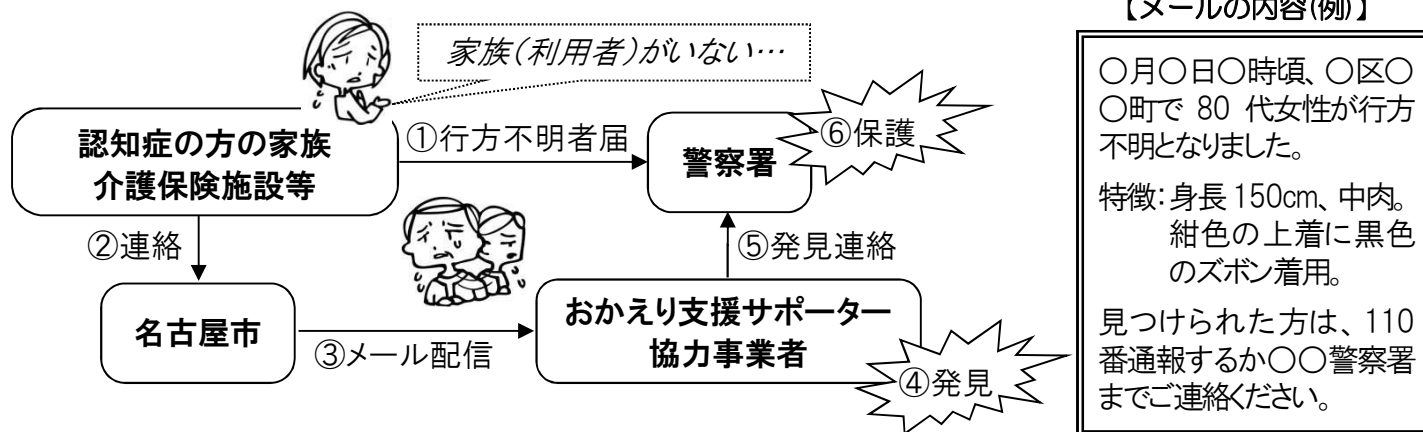 家族(利用者)がいない…
認知症の方の家族
介護保険施設等
①行方不明者届
警察署
⑥保護
②連絡
⑤発見連絡
名古屋市
③メール配信
おかえり支援サポーター
協力事業者
④発見
【メールの内容(例)】
○月○日○時頃、○区○
○町で 80 代女性が行方
不明となりました。
特徴:身長 150cm、中肉。
紺色の上着に黒色
のズボン着用。
見つけられた方は、110
番通報するか○○警察署
までご連絡ください。